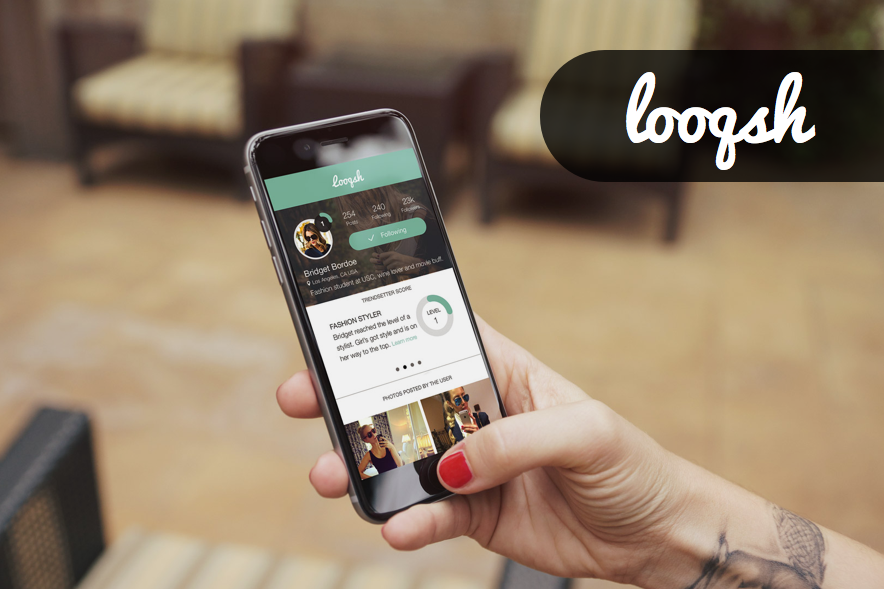 looqsh
looqsh
254 240 23k
Posts Following Followers
Following
1
Bridget Bordoe
Los Angeles, CA USA
Fashion student at USC, wine lover and movie buff.
TRENDSETTER SCORE
FASHION STYLER
Bridget reached the level of a
stylist. Girl's got style and is on
her way to the top. Learn more
LEVEL
1
PHOTOS POSTED BY THE USER